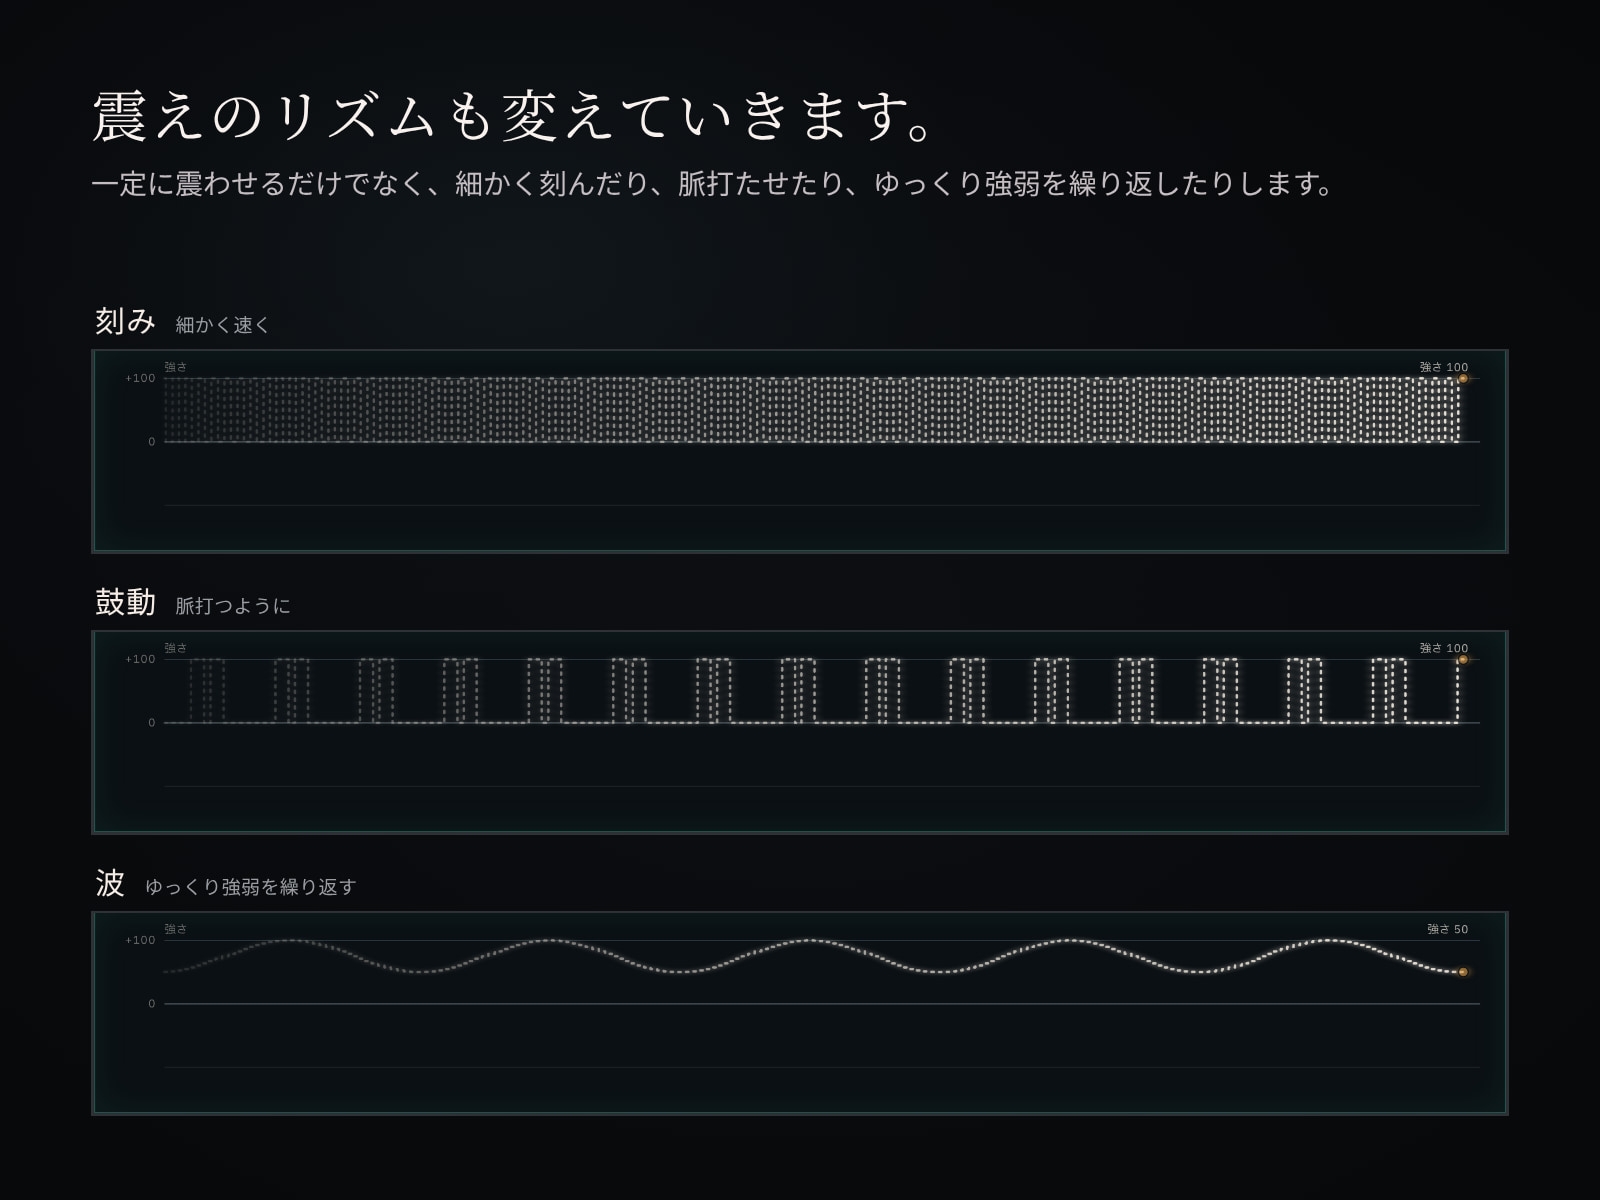 震えのリズムも変えていきます。
一定に震わせるだけでなく、細かく刻んだり、脈打たせたり、ゆっくり強弱を繰り返したりします。
刻み 細かく速く
強さ 強さ 100
+100
0
鼓動 脈打つように
強さ 強さ 100
+100
0
波 ゆっくり強弱を繰り返す
強さ 強さ 50
+100
0